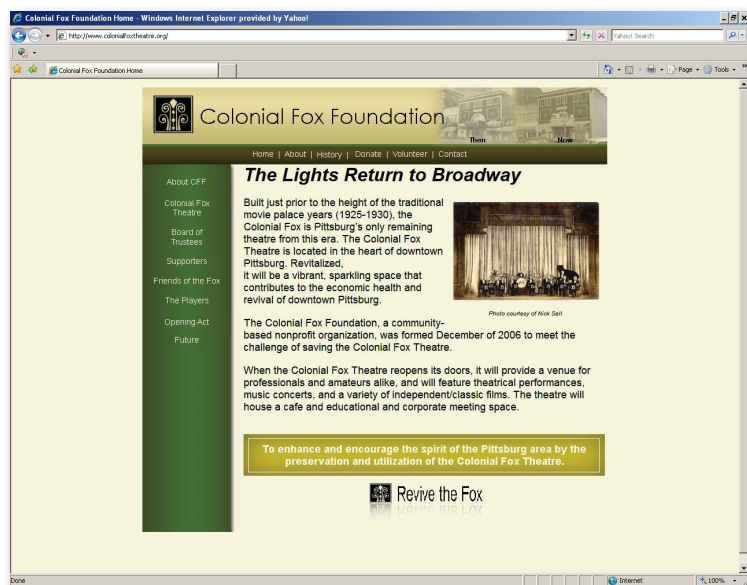 Colonial Fox Foundation Home - Windows Internet Explorer provided by Yahoo!
http://www.colonialfoxtheatre.org/
Yahoo! Search
Colonial Fox Foundation Home
Page
Tools
Colonial Fox Foundation
Then
Now
Home | About | History | Donate | Volunteer | Contact
About CFF
Colonial Fox
Theatre
Board of
Trustees
Supporters
Friends of the Fox
The Players
Opening Act
Future
The Lights Return to Broadway
Built just prior to the height of the traditional
movie palace years (1925-1930), the
Colonial Fox is Pittsburg's only remaining
theatre from this era. The Colonial Fox
Theatre is located in the heart of downtown
Pittsburg. Revitalized,
it will be a vibrant, sparkling space that
contributes to the economic health and
revival of downtown Pittsburg.
Photo courtesy of Nick Seil
The Colonial Fox Foundation, a community-
based nonprofit organization, was formed December of 2006 to meet the
challenge of saving the Colonial Fox Theatre.
When the Colonial Fox Theatre reopens its doors, it will provide a venue for
professionals and amateurs alike, and will feature theatrical performances,
music concerts, and a variety of independent/classic films. The theatre will
house a cafe and educational and corporate meeting space.
To enhance and encourage the spirit of the Pittsburg area by the
preservation and utilization of the Colonial Fox Theatre.
Revive the Fox
Done
Internet
100%